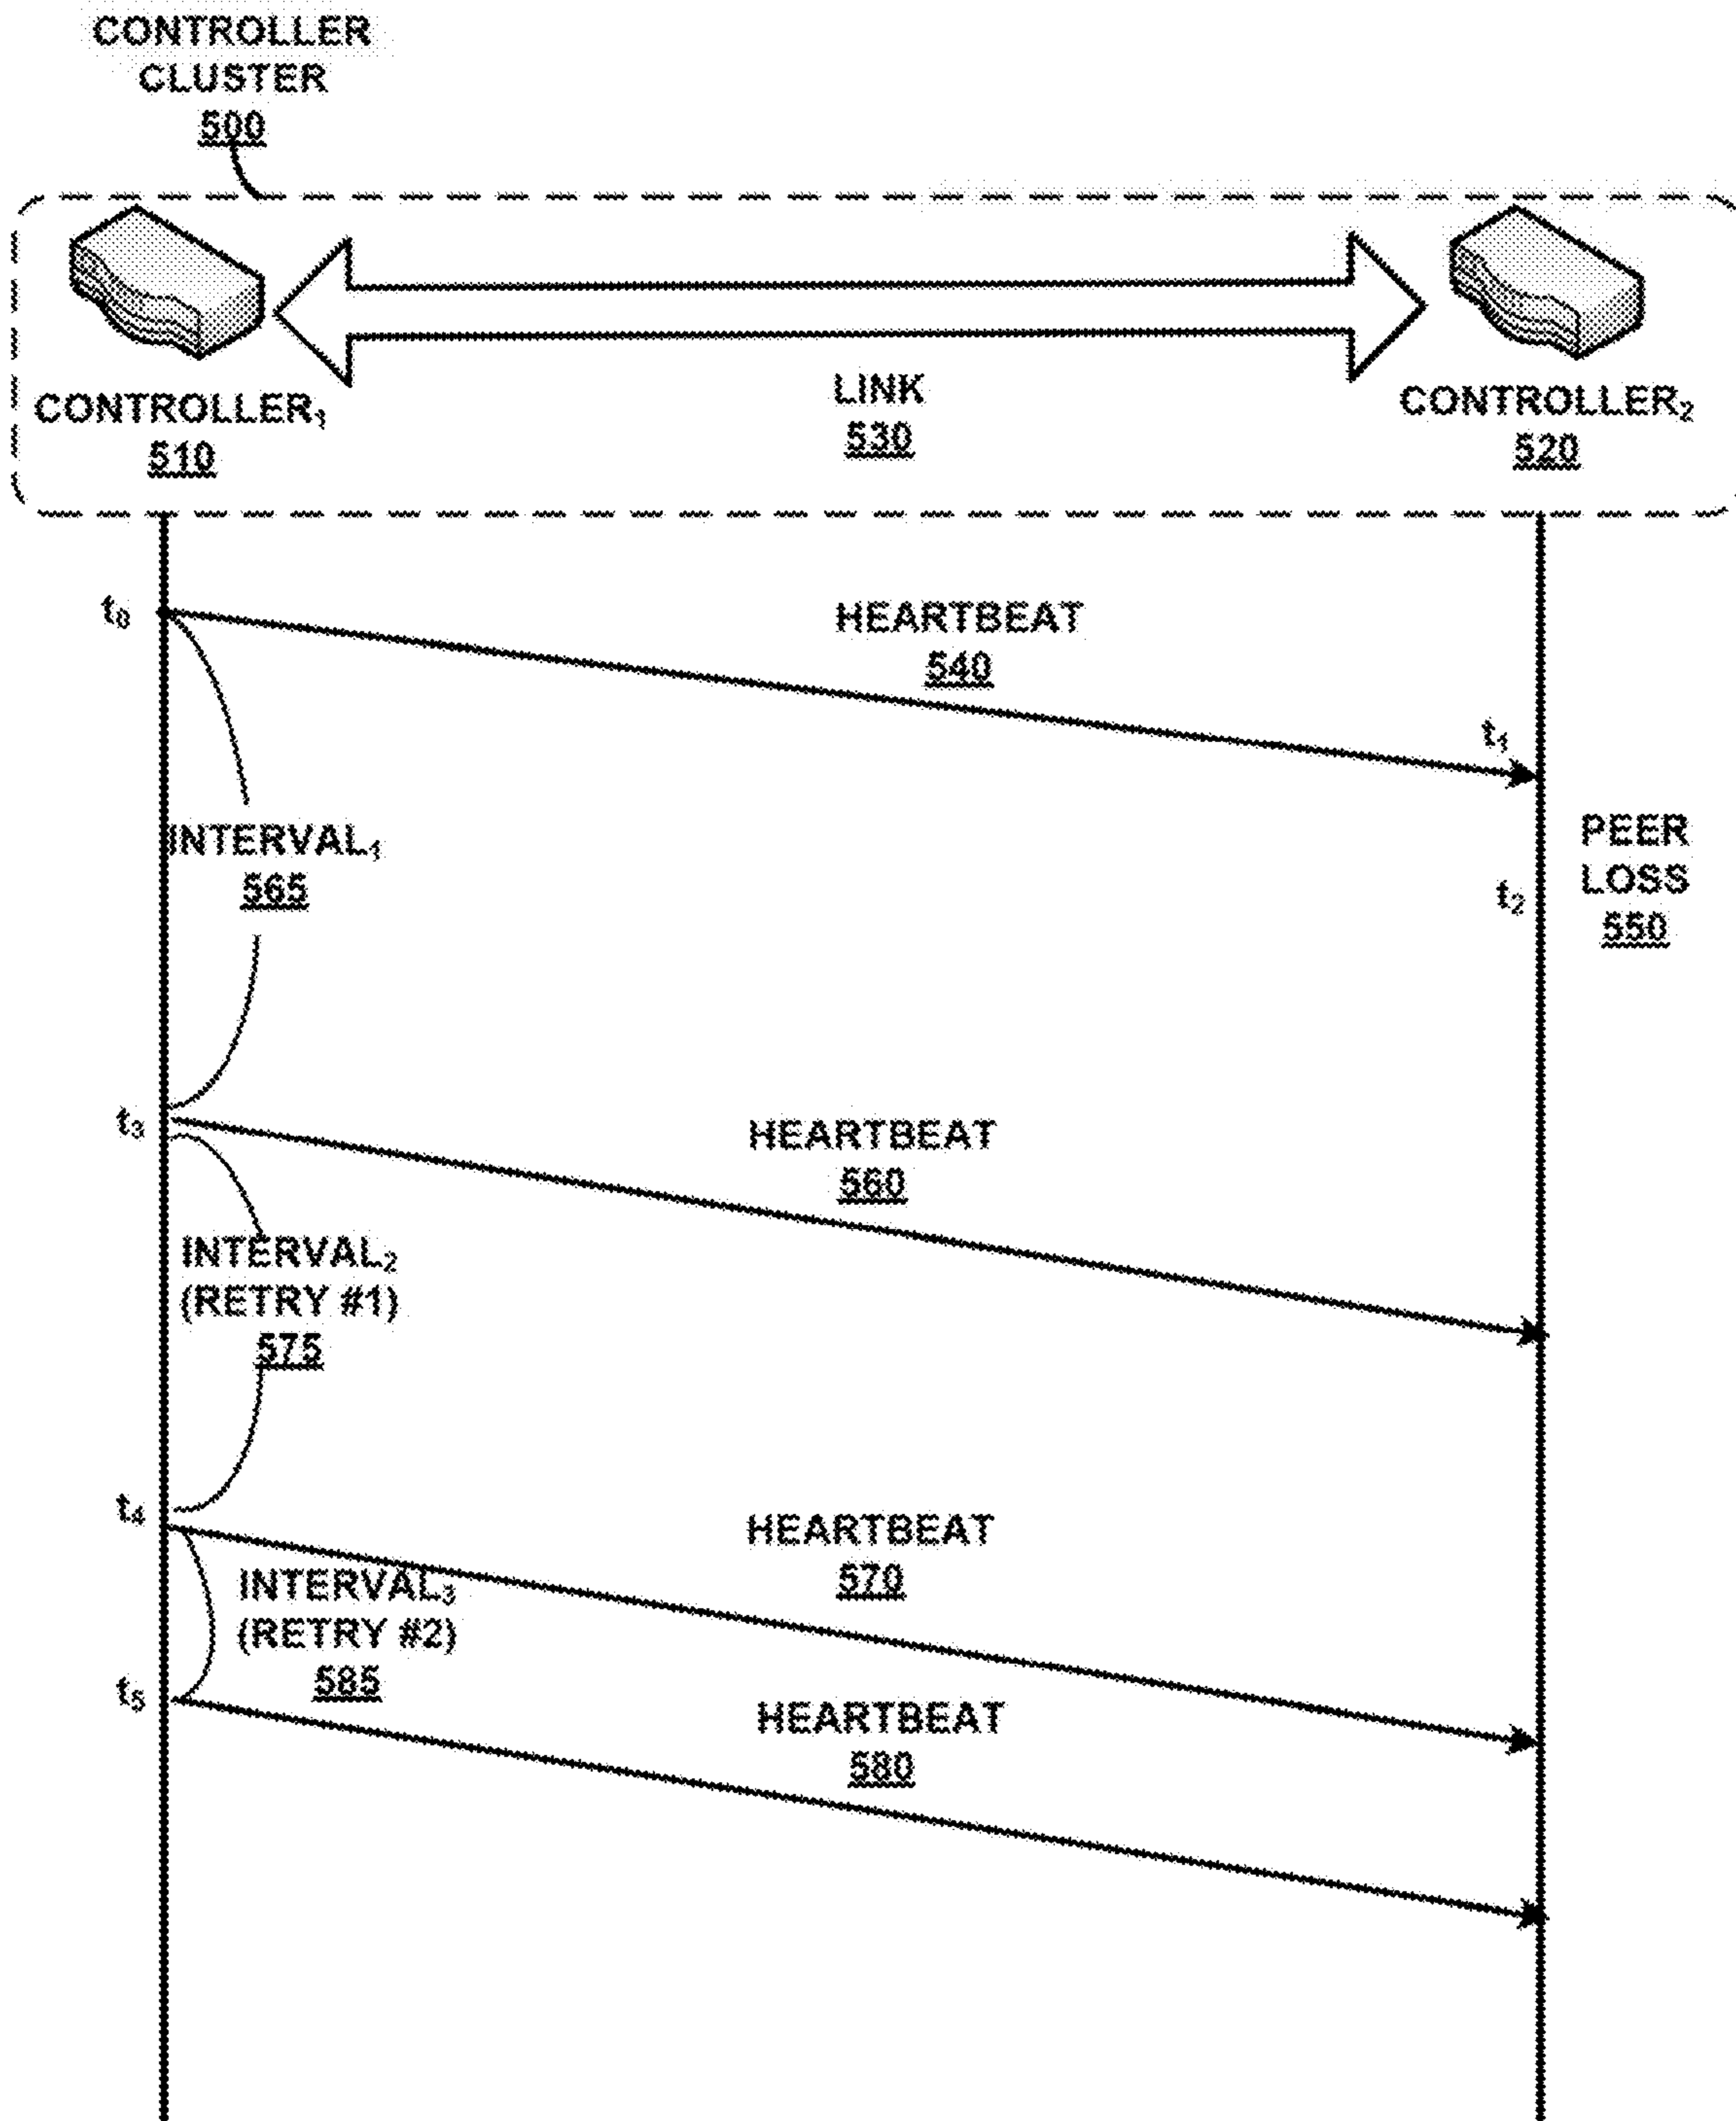 CONTROLLER
CLUSTER
500
CONTROLLER₁
510
LINK
530
CONTROLLER₂
520
t₀
HEARTBEAT
540
t₁
INTERVAL₁
565
PEER
LOSS
550
t₂
t₃
HEARTBEAT
560
INTERVAL₂
(RETRY #1)
575
t₄
HEARTBEAT
570
INTERVAL₃
(RETRY #2)
585
t₅
HEARTBEAT
580